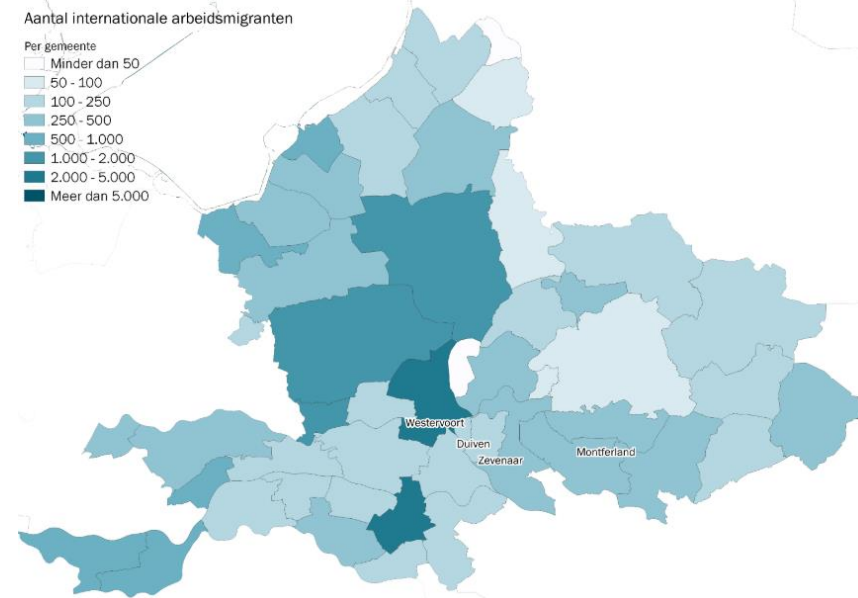 Aantal internationale arbeidsmigranten
Per gemeente
Minder dan 50
50 - 100
100 - 250
250 - 500
500 - 1.000
1.000 - 2.000
2.000 - 5.000
Meer dan 5.000
Westervoort
Duiven
Zevenaar
Montferland